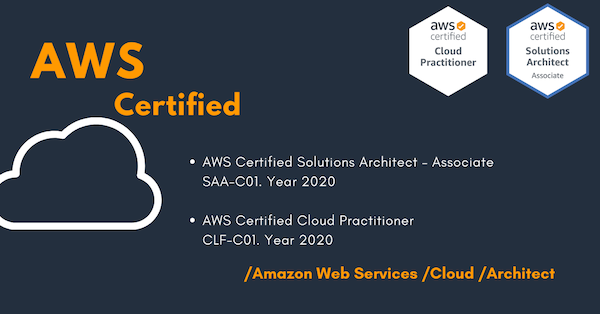 AWS
Certified
aws
certified
Cloud
Practitioner
aws
certified
Solutions
Architect
Associate
• AWS Certified Solutions Architect - Associate
SAA-C01. Year 2020
• AWS Certified Cloud Practitioner
CLF-C01. Year 2020
/Amazon Web Services /Cloud /Architect